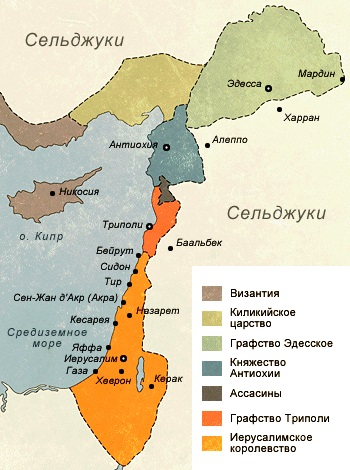 Сельджуки
Мардин
Эдесса
Харран
Антиохия
Алеппо
Никосия
Сельджуки
Триполи
о. Кипр
Баальбек
Бейрут
Сидон
Тир
Сен-Жан д'Акр (Акра)
Назарет
Кесарея
Средиземное
море
Яффа
Иерусалим
Газа
Хеврон
Керак
Византия
Киликийское
царство
Графство Эдесское
Княжество
Антиохии
Ассасины
Графство Триполи
Иерусалимское
королевство